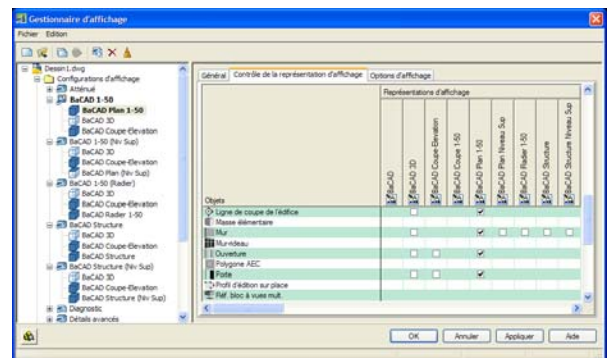 Gestionnaire d'affichage
Fichier Edition
Dessin1.dwg
Configurations d'affichage
Atténué
BaCAD 1-50
BaCAD Plan 1-50
BaCAD 3D
BaCAD Coupe-Elevation
BaCAD 1-50 (Niv Sup)
BaCAD 3D
BaCAD Coupe-Elevation
BaCAD Plan (Niv Sup)
BaCAD 1-50 (Radier)
BaCAD 3D
BaCAD Coupe-Elevation
BaCAD Radier 1-50
BaCAD Structure
BaCAD 3D
BaCAD Coupe-Elevation
BaCAD Structure
BaCAD Structure (Niv Sup)
BaCAD 3D
BaCAD Coupe-Elevation
BaCAD Structure (Niv Sup)
Diagnostic
Détails avancés
Général Contrôle de la représentation d'affichage Options d'affichage
Représentations d'affichage
Objets
BaCAD
BaCAD 3D
BaCAD Coupe-Elevation
BaCAD Coupe 1-50
BaCAD Plan 1-50
BaCAD Plan Niveau Sup
BaCAD Radier 1-50
BaCAD Structure
BaCAD Structure Niveau Sup
Ligne de coupe de l'édifice
Masse élémentaire
Mur
Mur-rideau
Ouverture
Polygone AEC
Porte
Profil d'édition sur place
Réf. bloc à vues mult.
OK Annuler Appliquer Aide